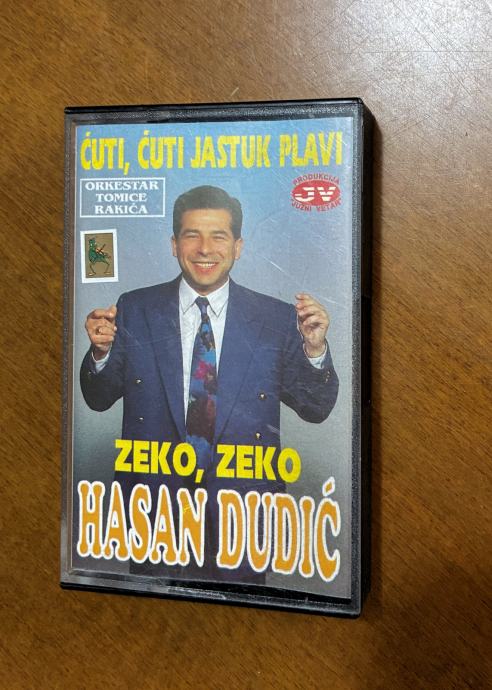 ĆUTI, ĆUTI JASTUK PLAVI
ORKESTAR
TOMICE
RAKIĆA
PRODUKCIJA
JV
"JUŽNI VETAR"
ZEKO, ZEKO
HASAN DUDIĆ